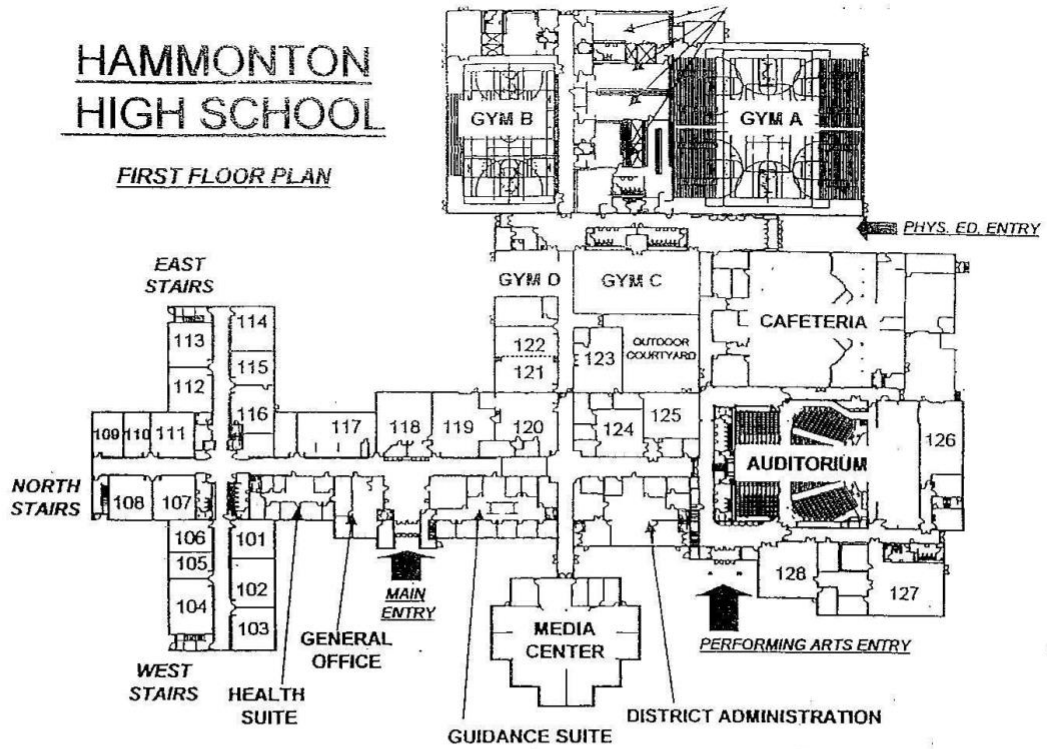 HAMMONTON
HIGH SCHOOL
FIRST FLOOR PLAN
GYM B
GYM A
PHYS. ED. ENTRY
EAST
STAIRS
GYM D
GYM C
CAFETERIA
114
113
122
123
OUTDOOR
COURTYARD
115
121
112
116
109
110
111
117
118
119
120
124
125
126
AUDITORIUM
NORTH
STAIRS
108
107
106
101
105
102
104
103
128
127
MAIN
ENTRY
MEDIA
CENTER
GENERAL
OFFICE
PERFORMING ARTS ENTRY
WEST
STAIRS
HEALTH
SUITE
DISTRICT ADMINISTRATION
GUIDANCE SUITE